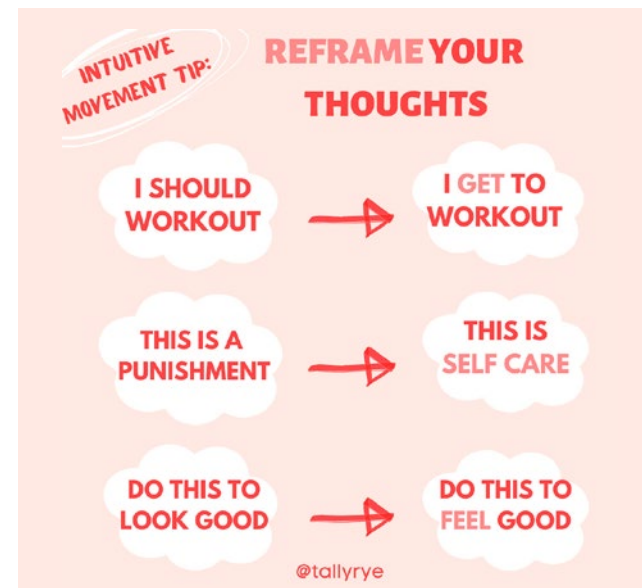 INTUITIVE
MOVEMENT TIP:
REFRAME YOUR
THOUGHTS
I SHOULD
WORKOUT
I GET TO
WORKOUT
THIS IS A
PUNISHMENT
THIS IS
SELF CARE
DO THIS TO
LOOK GOOD
DO THIS TO
FEEL GOOD
@tallyrye